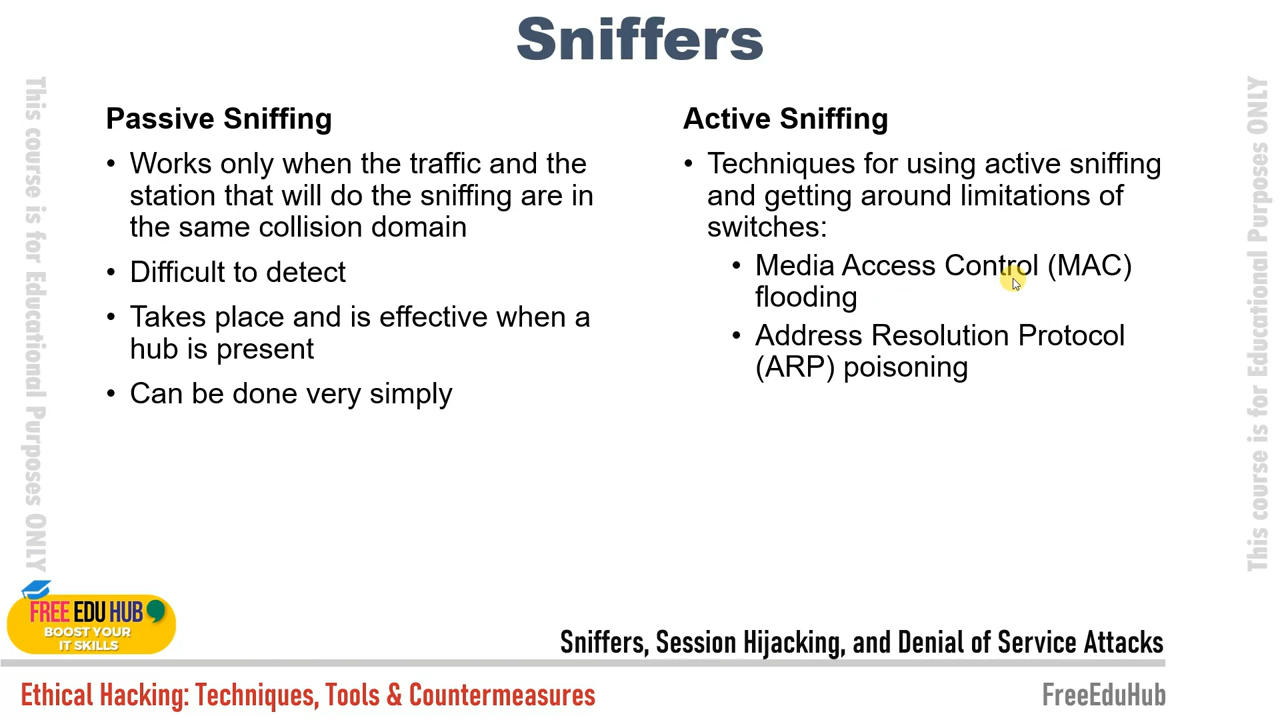 Sniffers
Passive Sniffing
• Works only when the traffic and the
station that will do the sniffing are in
the same collision domain
• Difficult to detect
• Takes place and is effective when a
hub is present
• Can be done very simply
Active Sniffing
• Techniques for using active sniffing
and getting around limitations of
switches:
• Media Access Control (MAC)
flooding
• Address Resolution Protocol
(ARP) poisoning
This course is for Educational Purposes ONLY
This course is for Educational Purposes ONLY
FREE EDU HUB
BOOST YOUR
IT SKILLS
Sniffers, Session Hijacking, and Denial of Service Attacks
Ethical Hacking: Techniques, Tools & Countermeasures
FreeEduHub